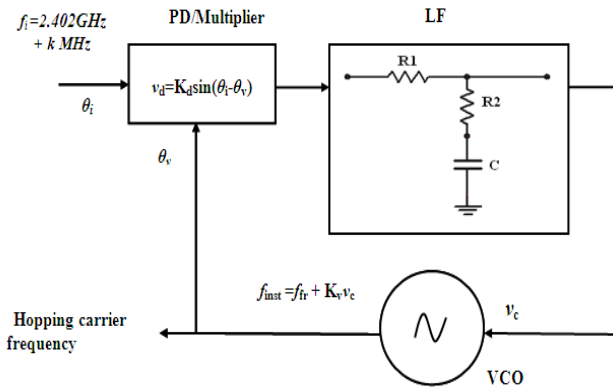 fi=2.402GHz
+ k MHz
PD/Multiplier
LF
vd=Kdsin(θi-θv)
R1
R2
C
θi
θv
finst =ffr + Kvvc
Hopping carrier
frequency
vc
VCO